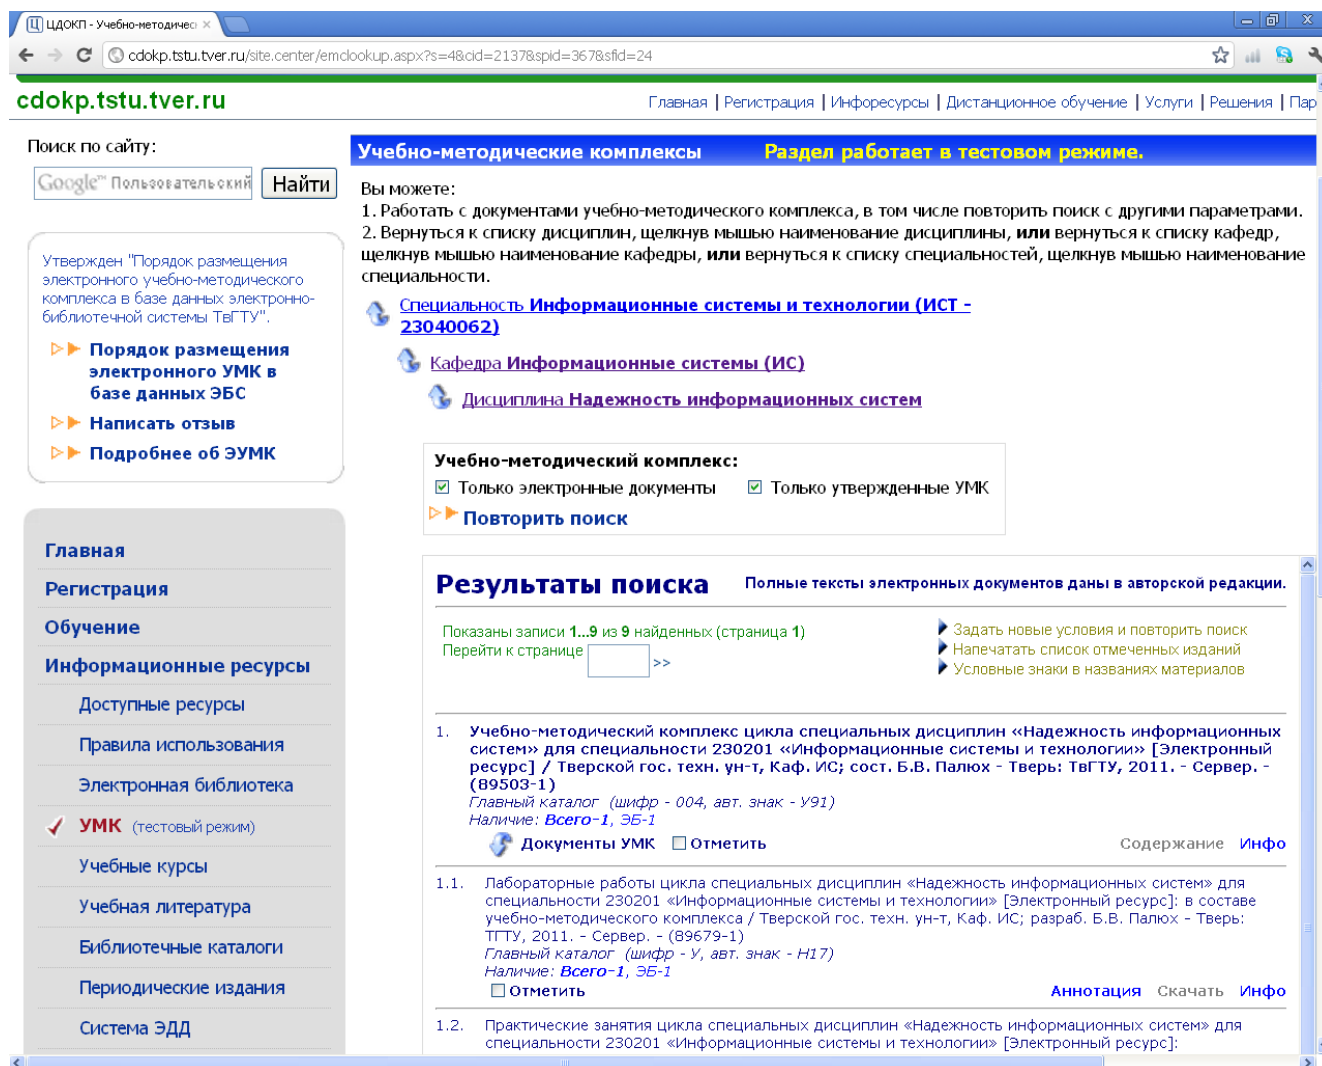 ЦДОКП - Учебно-методичес
cdokp.tstu.tver.ru/site.center/emclookup.aspx?s=4&cid=2137&spid=367&sfid=24
cdokp.tstu.tver.ru
Главная | Регистрация | Инфоресурсы | Дистанционное обучение | Услуги | Решения | Пар
Поиск по сайту:
Google™ Пользовательский
Найти
Утвержден "Порядок размещения
электронного учебно-методического
комплекса в базе данных электронно-
библиотечной системы ТвГТУ".
Порядок размещения
электронного УМК в
базе данных ЭБС
Написать отзыв
Подробнее об ЭУМК
Главная
Регистрация
Обучение
Информационные ресурсы
Доступные ресурсы
Правила использования
Электронная библиотека
УМК (тестовый режим)
Учебные курсы
Учебная литература
Библиотечные каталоги
Периодические издания
Система ЭДД
Учебно-методические комплексы Раздел работает в тестовом режиме.
Вы можете:
1. Работать с документами учебно-методического комплекса, в том числе повторить поиск с другими параметрами.
2. Вернуться к списку дисциплин, щелкнув мышью наименование дисциплины, или вернуться к списку кафедр,
щелкнув мышью наименование кафедры, или вернуться к списку специальностей, щелкнув мышью наименование
специальности.
Специальность Информационные системы и технологии (ИСТ -
23040062)
Кафедра Информационные системы (ИС)
Дисциплина Надежность информационных систем
Учебно-методический комплекс:
Только электронные документы Только утвержденные УМК
Повторить поиск
Результаты поиска Полные тексты электронных документов даны в авторской редакции.
Показаны записи 1...9 из 9 найденных (страница 1)
Перейти к странице >>
Задать новые условия и повторить поиск
Напечатать список отмеченных изданий
Условные знаки в названиях материалов
1. Учебно-методический комплекс цикла специальных дисциплин «Надежность информационных
систем» для специальности 230201 «Информационные системы и технологии» [Электронный
ресурс] / Тверской гос. техн. ун-т, Каф. ИС; сост. Б.В. Палюх - Тверь: ТвГТУ, 2011. - Сервер. -
(89503-1)
Главный каталог (шифр - 004, авт. знак - У91)
Наличие: Всего-1, ЭБ-1
Документы УМК Отметить Содержание Инфо
1.1. Лабораторные работы цикла специальных дисциплин «Надежность информационных систем» для
специальности 230201 «Информационные системы и технологии» [Электронный ресурс]: в составе
учебно-методического комплекса / Тверской гос. техн. ун-т, Каф. ИС; разраб. Б.В. Палюх - Тверь:
ТГТУ, 2011. - Сервер. - (89679-1)
Главный каталог (шифр - У, авт. знак - Н17)
Наличие: Всего-1, ЭБ-1
Отметить Аннотация Скачать Инфо
1.2. Практические занятия цикла специальных дисциплин «Надежность информационных систем» для
специальности 230201 «Информационные системы и технологии» [Электронный ресурс]: